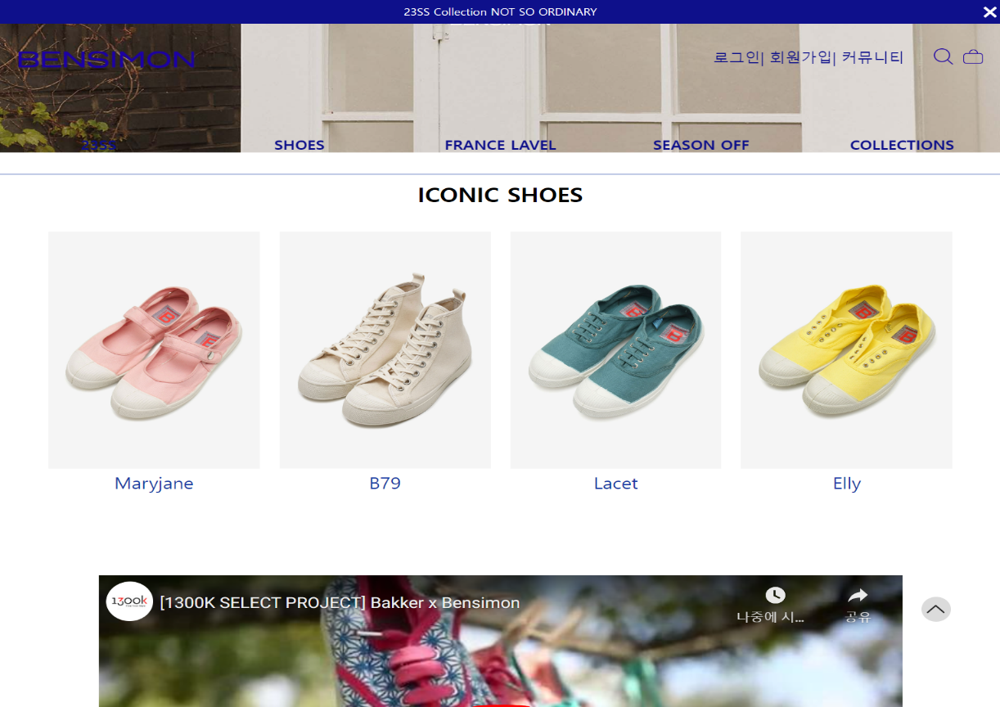 23SS Collection NOT SO ORDINARY
BENSIMON
로그인| 회원가입| 커뮤니티
23SS
SHOES
FRANCE LAVEL
SEASON OFF
COLLECTIONS
ICONIC SHOES
Maryjane
B79
Lacet
Elly
13ook
[1300K SELECT PROJECT] Bakker x Bensimon
나중에 시...
공유